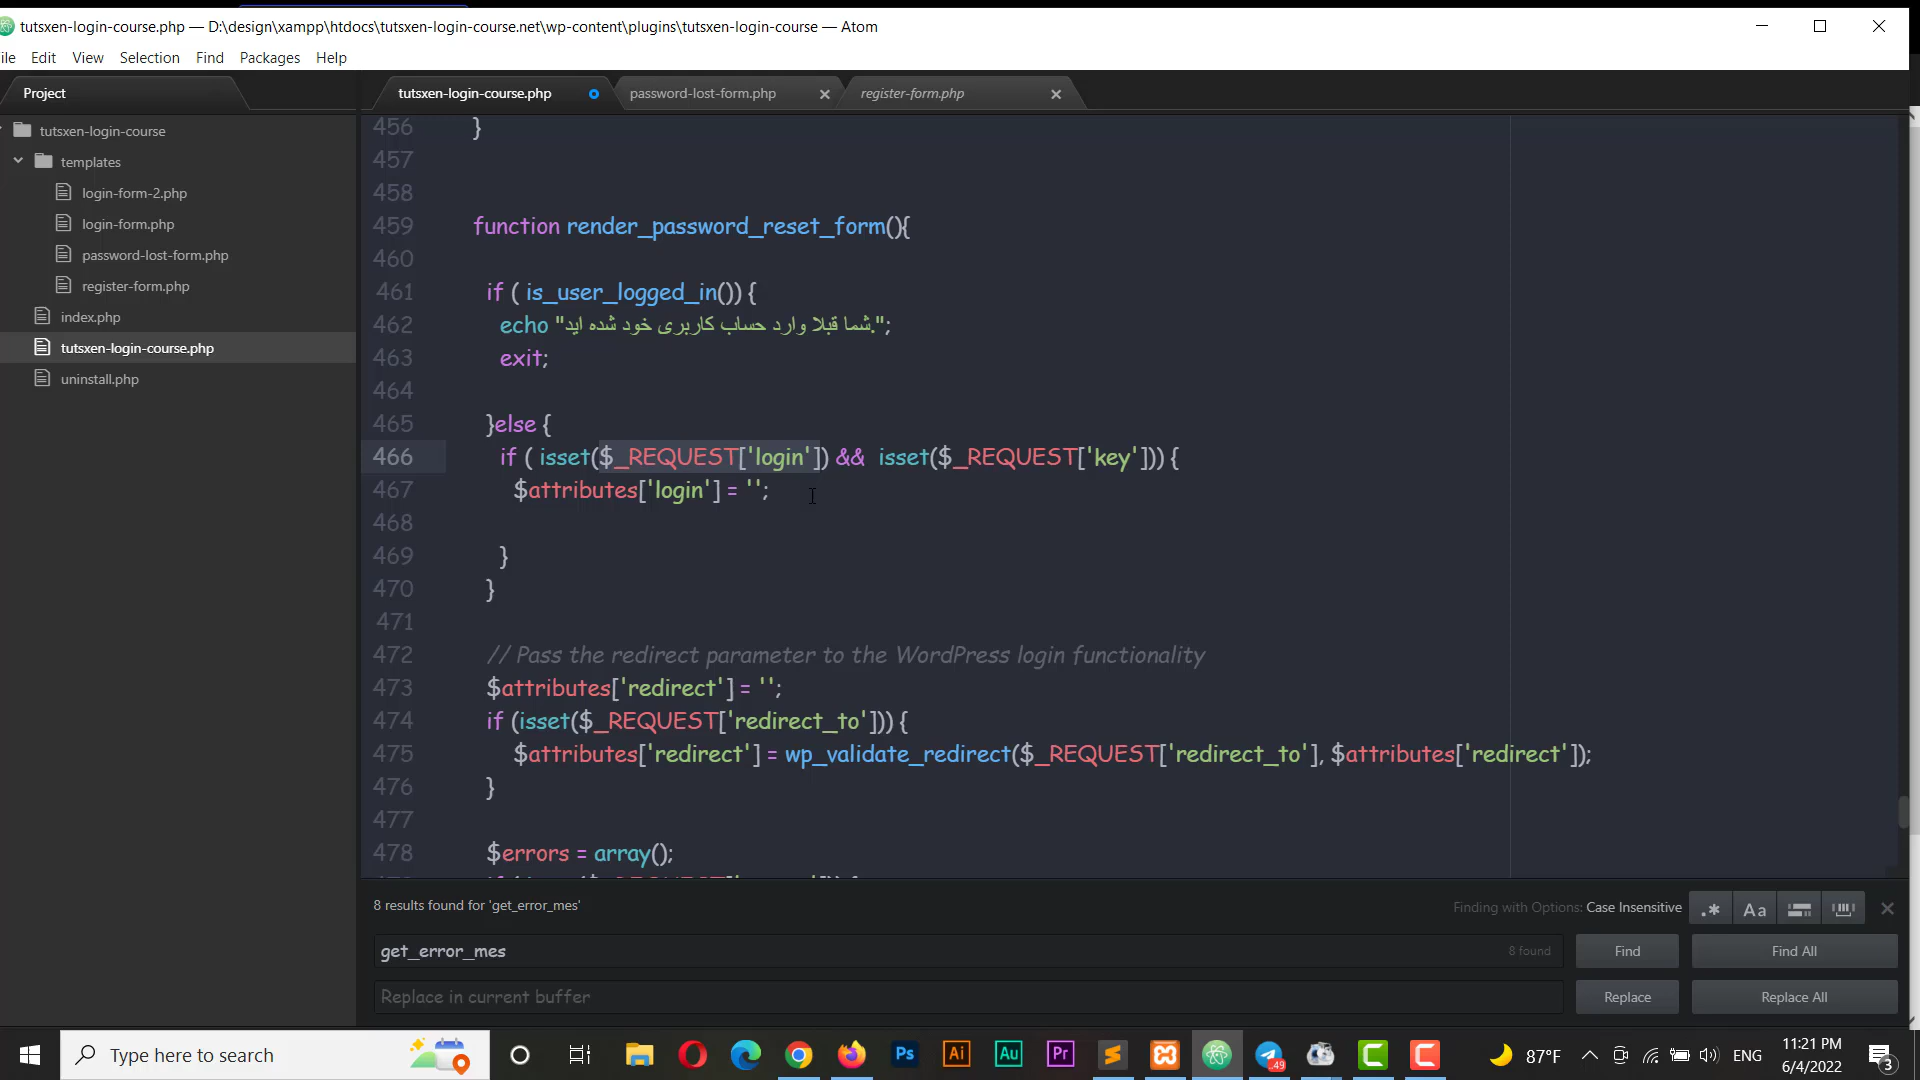 tutsxen-login-course.php — D:\design\xampp\htdocs\tutsxen-login-course.net\wp-content\plugins\tutsxen-login-course — Atom
ile Edit View Selection Find Packages Help
Project
tutsxen-login-course.php
password-lost-form.php
register-form.php
tutsxen-login-course
templates
login-form-2.php
login-form.php
password-lost-form.php
register-form.php
index.php
tutsxen-login-course.php
uninstall.php
456 }
457
458
459 function render_password_reset_form(){
460
461 if ( is_user_logged_in()) {
462 echo "شما قبلا وارد حساب کاربری خود شده اید.";
463 exit;
464
465 }else {
466 if ( isset($_REQUEST['login']) && isset($_REQUEST['key'])) {
467 $attributes['login'] = '';
468
469 }
470 }
471
472 // Pass the redirect parameter to the WordPress login functionality
473 $attributes['redirect'] = '';
474 if (isset($_REQUEST['redirect_to'])) {
475 $attributes['redirect'] = wp_validate_redirect($_REQUEST['redirect_to'], $attributes['redirect']);
476 }
477
478 $errors = array();
8 results found for 'get_error_mes'
Finding with Options: Case Insensitive
.* Aa
get_error_mes
8 found
Find
Find All
Replace in current buffer
Replace
Replace All
Type here to search
Ps
Ai
Au
Pr
49
87°F
ENG
11:21 PM
6/4/2022
3